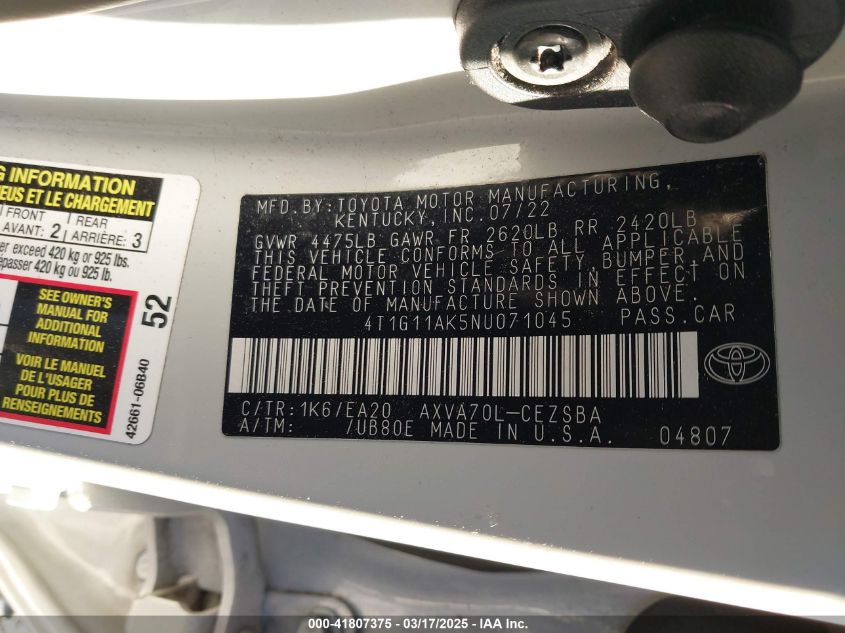 G INFORMATION
NEUS ET LE CHARGEMENT
FRONT
AVANT: 2
REAR
ARRIÈRE: 3
er exceed 420 kg or 925 lbs.
épasser 420 kg ou 925 lb.
SEE OWNER'S
MANUAL FOR
ADDITIONAL
INFORMATION
VOIR LE MANUEL
DE L'USAGER
POUR PLUS DE
RENSEIGNEMENTS
52
42661-06B40
MFD.BY:TOYOTA MOTOR MANUFACTURING,
KENTUCKY, INC.07/22
GVWR 4475LB GAWR FR 2620LB RR 2420LB
THIS VEHICLE CONFORMS TO ALL APPLICABLE
FEDERAL MOTOR VEHICLE SAFETY,BUMPER,AND
THEFT PREVENTION STANDARDS IN EFFECT ON
THE DATE OF MANUFACTURE SHOWN ABOVE.
4T1G11AK5NU071045 PASS.CAR
C/TR:1K6/EA20 AXVA70L-CEZSBA
A/TM: /UB80E MADE IN U.S.A. 04807
00-41807375 - 03/17/2025 - IAA Inc.